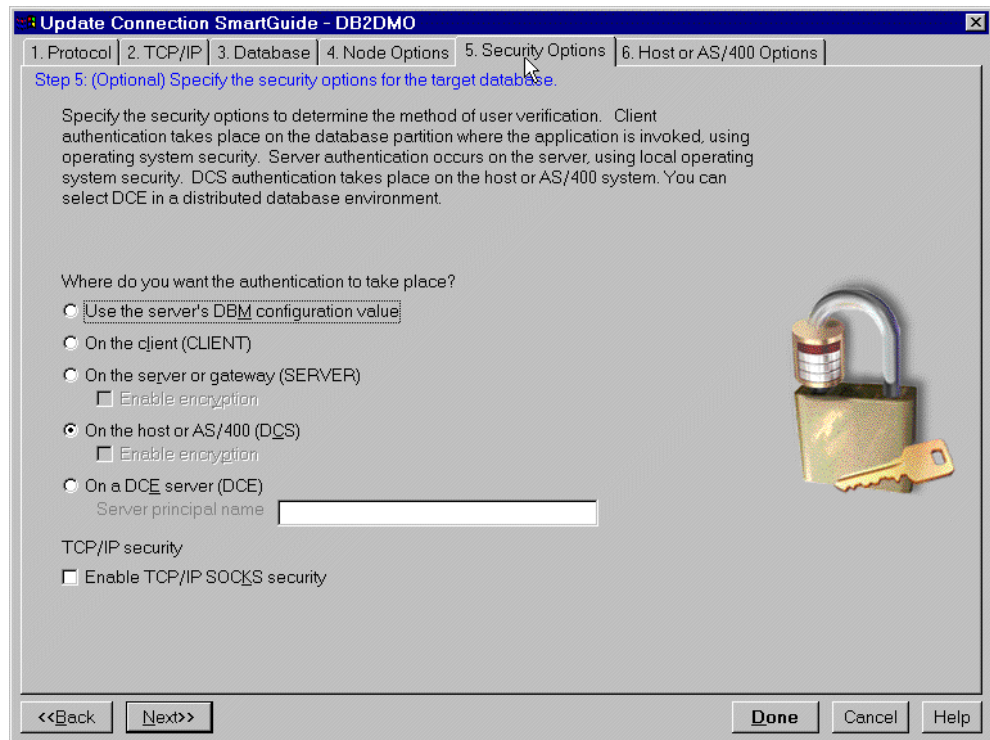 Update Connection SmartGuide - DB2DMO
1. Protocol 2. TCP/IP 3. Database 4. Node Options 5. Security Options 6. Host or AS/400 Options
Step 5: (Optional) Specify the security options for the target database.
Specify the security options to determine the method of user verification. Client
authentication takes place on the database partition where the application is invoked, using
operating system security. Server authentication occurs on the server, using local operating
system security. DCS authentication takes place on the host or AS/400 system. You can
select DCE in a distributed database environment.
Where do you want the authentication to take place?
Use the server's DBM configuration value
On the client (CLIENT)
On the server or gateway (SERVER)
Enable encryption
On the host or AS/400 (DCS)
Enable encryption
On a DCE server (DCE)
Server principal name
TCP/IP security
Enable TCP/IP SOCKS security
<<Back Next>> Done Cancel Help